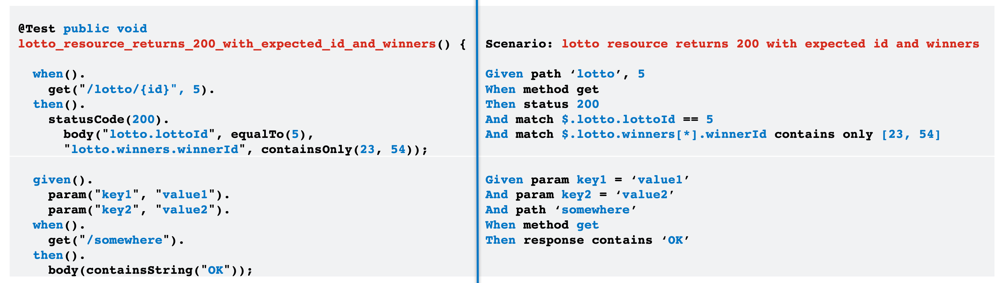 @Test public void
lotto_resource_returns_200_with_expected_id_and_winners() {
when().
get("/lotto/{id}", 5).
then().
statusCode(200).
body("lotto.lottoId", equalTo(5),
"lotto.winners.winnerId", containsOnly(23, 54));
given().
param("key1", "value1").
param("key2", "value2").
when().
get("/somewhere").
then().
body(containsString("OK"));
Scenario: lotto resource returns 200 with expected id and winners
Given path ‘lotto’, 5
When method get
Then status 200
And match $.lotto.lottoId == 5
And match $.lotto.winners[*].winnerId contains only [23, 54]
Given param key1 = ‘value1’
And param key2 = ‘value2’
And path ‘somewhere’
When method get
Then response contains ‘OK’